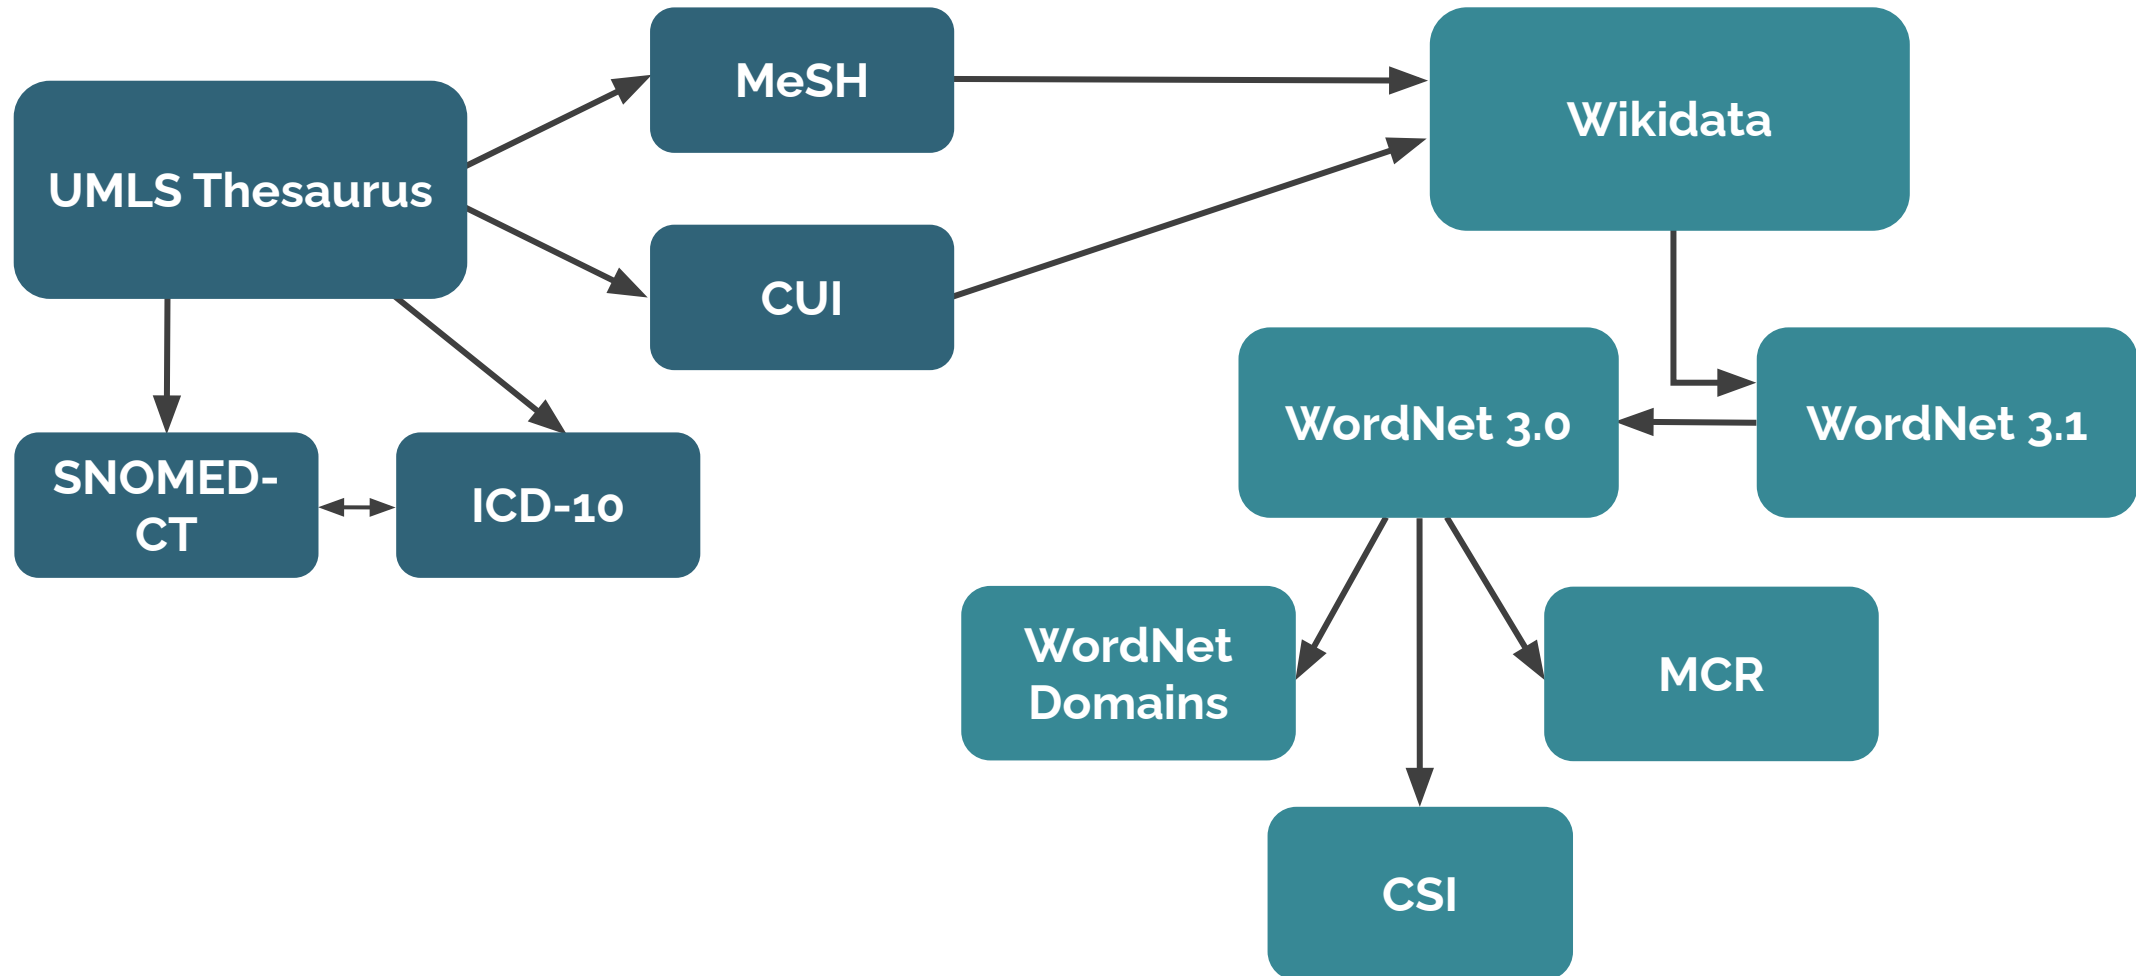 MeSH
Wikidata
UMLS Thesaurus
CUI
WordNet 3.0
WordNet 3.1
SNOMED-
CT
ICD-10
WordNet
Domains
MCR
CSI